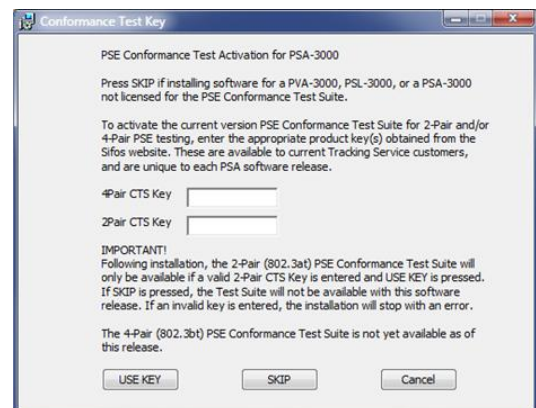 Conformance Test Key
PSE Conformance Test Activation for PSA-3000
Press SKIP if installing software for a PVA-3000, PSL-3000, or a PSA-3000
not licensed for the PSE Conformance Test Suite.
To activate the current version PSE Conformance Test Suite for 2-Pair and/or
4-Pair PSE testing, enter the appropriate product key(s) obtained from the
Sifos website. These are available to current Tracking Service customers,
and are unique to each PSA software release.
4Pair CTS Key
2Pair CTS Key
IMPORTANT!
Following installation, the 2-Pair (802.3at) PSE Conformance Test Suite will
only be available if a valid 2-Pair CTS Key is entered and USE KEY is pressed.
If SKIP is pressed, the Test Suite will not be available with this software
release. If an invalid key is entered, the installation will stop with an error.
The 4-Pair (802.3bt) PSE Conformance Test Suite is not yet available as of
this release.
USE KEY SKIP Cancel